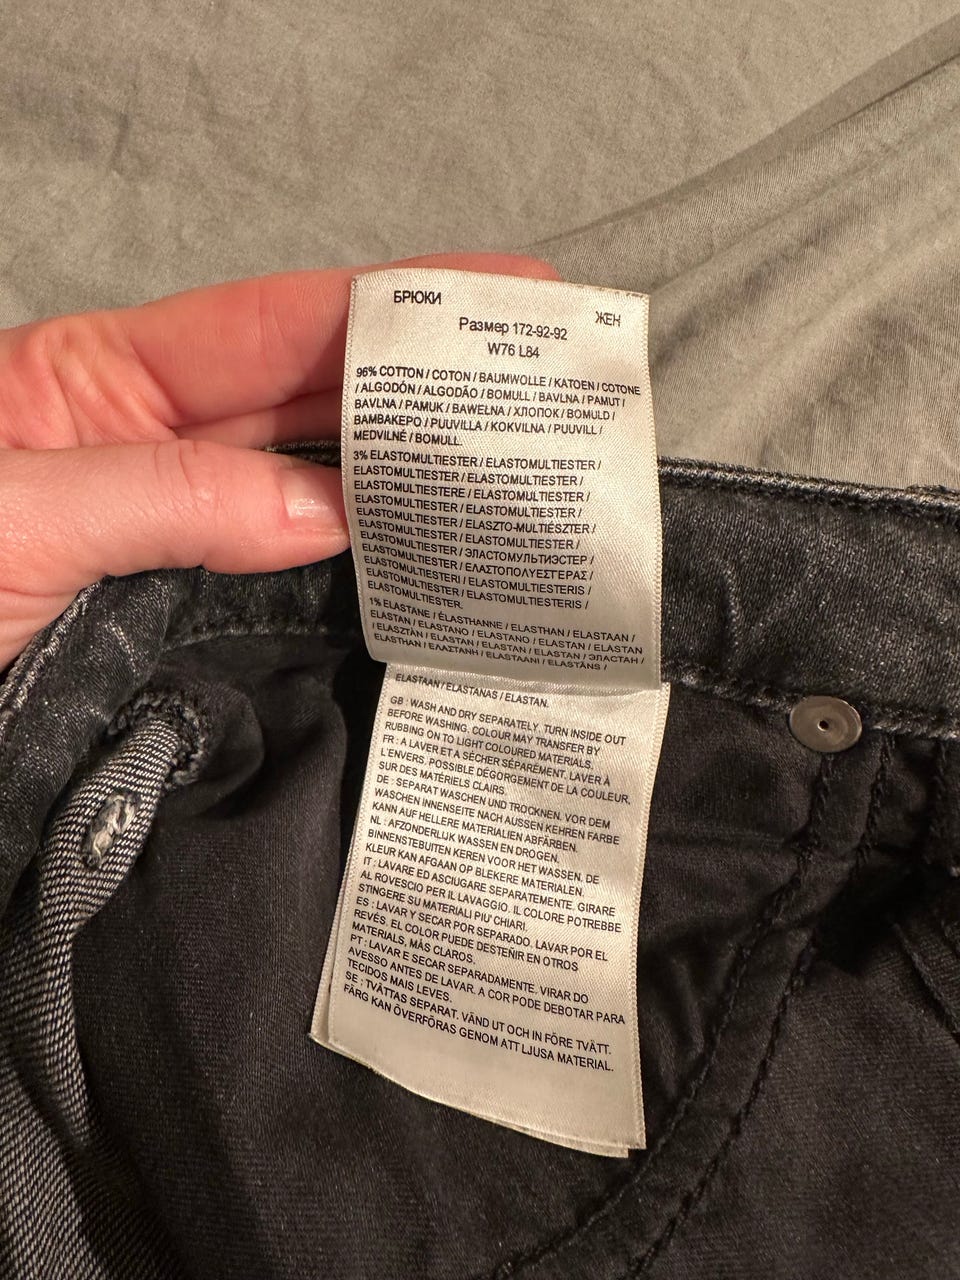 БРЮКИ
ЖЕН
Размер 172-92-92
W76 L84
96% COTTON / COTON / BAUMWOLLE / KATOEN / COTONE
/ ALGODÓN / ALGODÃO / BOMULL / BAVLNA / PAMUT /
BAVLNA / PAMUK / BAWEŁNA / ХЛОПОК / BOMULD /
ΒΑΜΒΑΚΕΡΟ / PUUVILLA / KOKVILNA / PUUVILL /
MEDVILNĖ / BOMULL.
3% ELASTOMULTIESTER / ELASTOMULTIESTER /
ELASTOMULTIESTER / ELASTOMULTIESTER /
ELASTOMULTIESTERE / ELASTOMULTIESTER /
ELASTOMULTIESTER / ELASTOMULTIESTER /
ELASTOMULTIESTER / ELASZTO-MULTIÉSZTER /
ELASTOMULTIESTER / ELASTOMULTIESTER /
ELASTOMULTIESTER / ЭЛАСТОМУЛЬТИЭСТЕР /
ELASTOMULTIESTER / ΕΛΑΣΤΟΠΟΛΥΕΣΤΕΡΑΣ /
ELASTOMULTIESTERI / ELASTOMULTIESTERIS /
ELASTOMULTIESTER / ELASTOMULTIESTERIS /
ELASTOMULTIESTER.
1% ELASTANE / ÉLASTHANNE / ELASTHAN / ELASTAAN /
ELASTAN / ELASTANO / ELASTANO / ELASTAN / ELASTAN
/ ELASZTÁN / ELASTAN / ELASTAN / ELASTAN / ЭЛАСТАН /
ELASTHAN / ΕΛΑΣΤΑΝΗ / ELASTAANI / ELASTĀNS /
ELASTAAN / ELASTANAS / ELASTAN.
GB : WASH AND DRY SEPARATELY. TURN INSIDE OUT
BEFORE WASHING. COLOUR MAY TRANSFER BY
RUBBING ON TO LIGHT COLOURED MATERIALS.
FR : A LAVER ET A SÉCHER SÉPARÉMENT. LAVER À
L'ENVERS. POSSIBLE DÉGORGEMENT DE LA COULEUR,
SUR DES MATÉRIELS CLAIRS.
DE : SEPARAT WASCHEN UND TROCKNEN. VOR DEM
WASCHEN INNENSEITE NACH AUSSEN KEHREN FARBE
KANN AUF HELLERE MATERIALIEN ABFÄRBEN.
NL : AFZONDERLIJK WASSEN EN DROGEN.
BINNENSTEBUITEN KEREN VOOR HET WASSEN. DE
KLEUR KAN AFGAAN OP BLEKERE MATERIALEN.
IT : LAVARE ED ASCIUGARE SEPARATAMENTE. GIRARE
AL ROVESCIO PER IL LAVAGGIO. IL COLORE POTREBBE
STINGERE SU MATERIALI PIU' CHIARI.
ES : LAVAR Y SECAR POR SEPARADO. LAVAR POR EL
REVÉS. EL COLOR PUEDE DESTEÑIR EN OTROS
MATERIALS, MÁS CLAROS.
PT : LAVAR E SECAR SEPARADAMENTE. VIRAR DO
AVESSO ANTES DE LAVAR. A COR PODE DEBOTAR PARA
TECIDOS MAIS LEVES.
SE : TVÄTTAS SEPARAT. VÄND UT OCH IN FÖRE TVÄTT.
FÄRG KAN ÖVERFÖRAS GENOM ATT LJUSA MATERIAL.